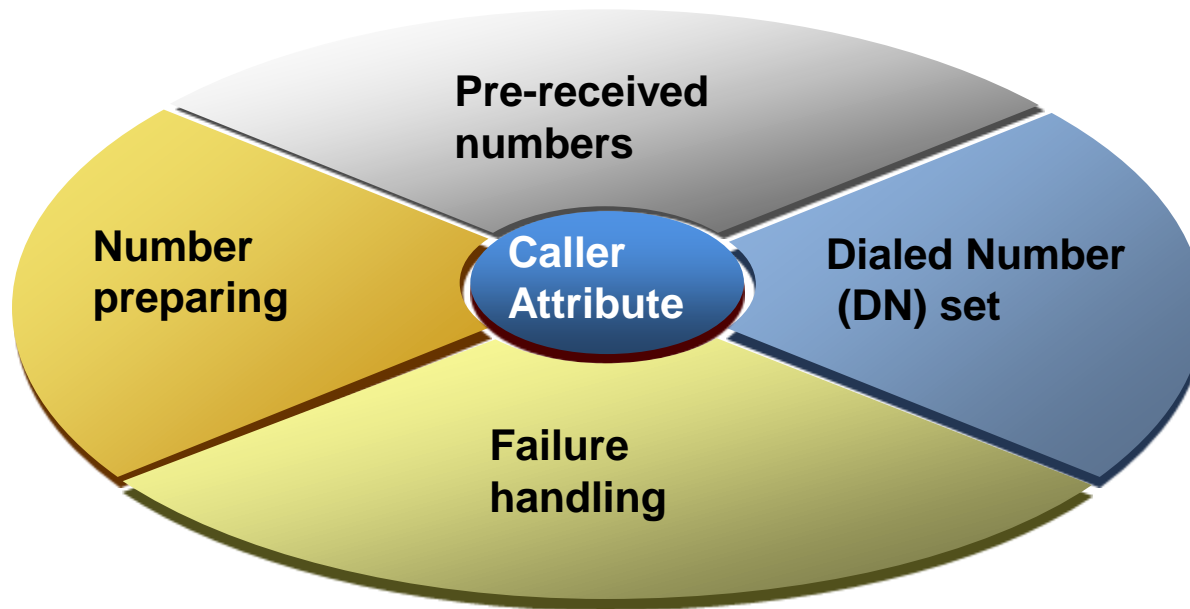 Pre-received
numbers
Number
preparing
Caller
Attribute
Dialed Number
(DN) set
Failure
handling